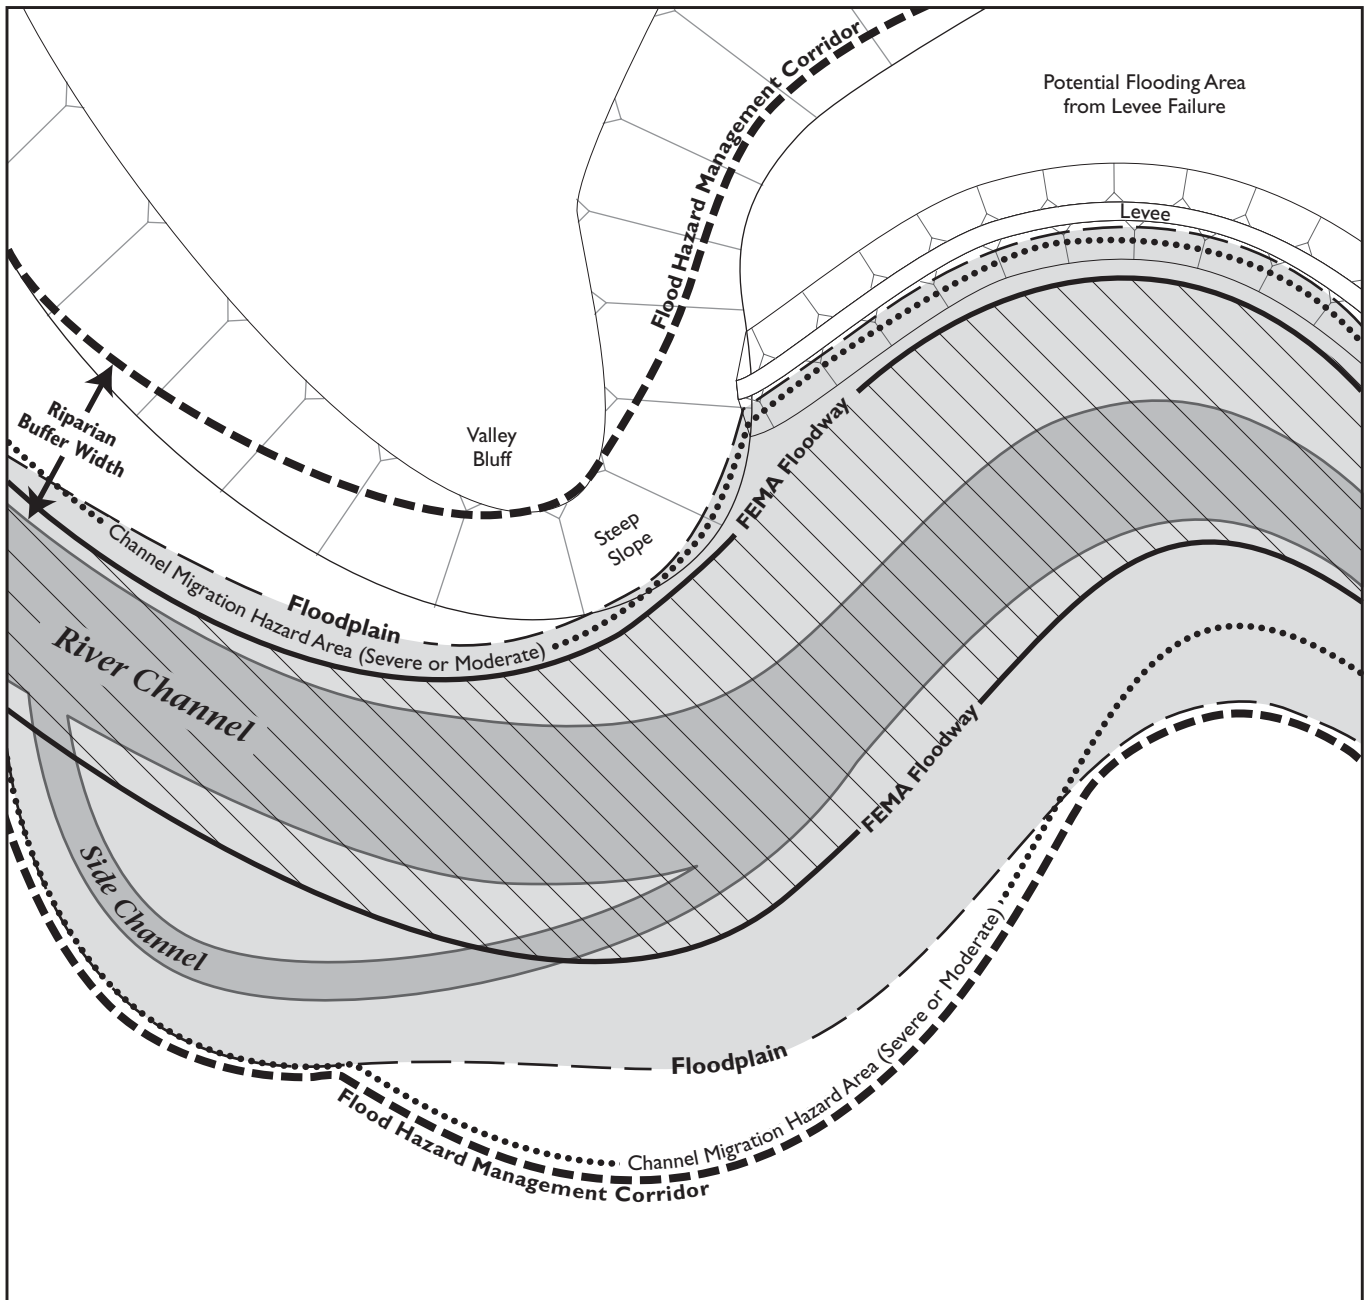 Flood Hazard Management Corridor
Potential Flooding Area
from Levee Failure
Levee
Riparian
Buffer Width
Valley
Bluff
Steep
Slope
FEMA Floodway
Channel Migration Hazard Area (Severe or Moderate)
Floodplain
River Channel
FEMA Floodway
Side Channel
Floodplain
Channel Migration Hazard Area (Severe or Moderate)
Flood Hazard Management Corridor